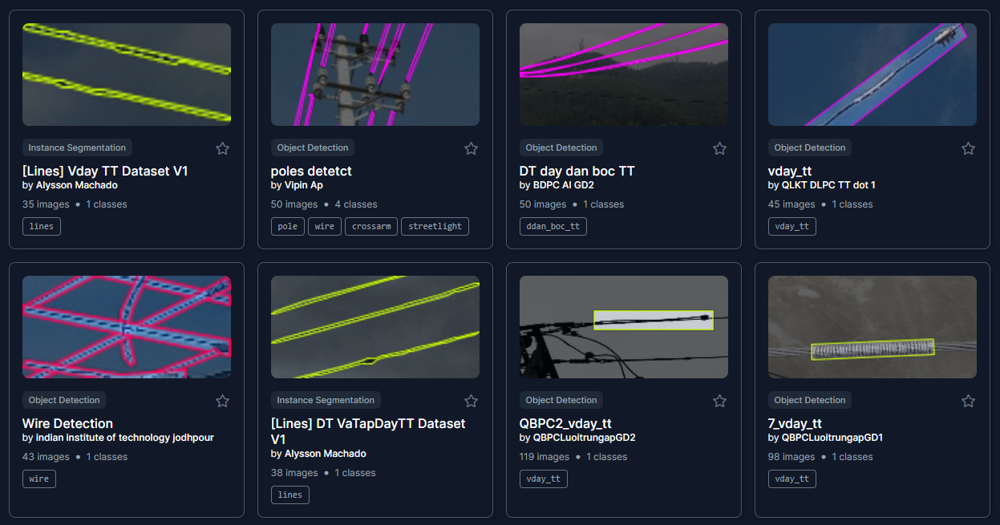 Instance Segmentation
[Lines] Vday TT Dataset V1
by Alysson Machado
35 images • 1 classes
lines
Object Detection
poles detetct
by Vipin Ap
50 images • 4 classes
pole wire crossarm streetlight
Object Detection
DT day dan boc TT
by BDPC AI GD2
50 images • 1 classes
ddan_boc_tt
Object Detection
vday_tt
by QLKT DLPC TT dot 1
45 images • 1 classes
vday_tt
Object Detection
Wire Detection
by indian institute of technology jodhpour
43 images • 1 classes
wire
Instance Segmentation
[Lines] DT VaTapDayTT Dataset
V1
by Alysson Machado
38 images • 1 classes
lines
Object Detection
QBPC2_vday_tt
by QBPCLuoitrungapGD2
119 images • 1 classes
vday_tt
Object Detection
7_vday_tt
by QBPCLuoitrungapGD1
98 images • 1 classes
vday_tt